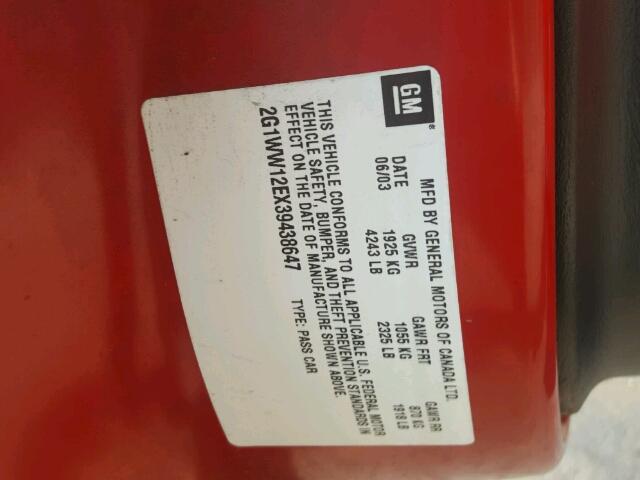 GM®
MFD BY GENERAL MOTORS OF CANADA LTD.
DATE GVWR GAWR FRT GAWR RR
06/03 1925 KG 1055 KG 870 KG
4243 LB 2325 LB 1918 LB
THIS VEHICLE CONFORMS TO ALL APPLICABLE U.S. FEDERAL MOTOR
VEHICLE SAFETY, BUMPER, AND THEFT PREVENTION STANDARDS IN
EFFECT ON THE DATE OF MANUFACTURE SHOWN ABOVE.
2G1WW12EX39438647 TYPE: PASS CAR